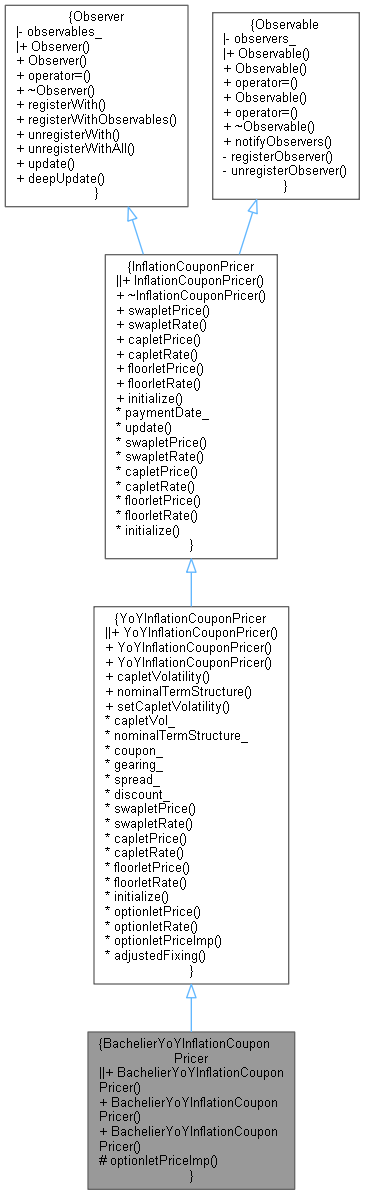 {Observer
|- observables_
|+ Observer()
+ Observer()
+ operator=()
+ ~Observer()
+ registerWith()
+ registerWithObservables()
+ unregisterWith()
+ unregisterWithAll()
+ update()
+ deepUpdate()
}
{Observable
|- observers_
|+ Observable()
+ Observable()
+ operator=()
+ Observable()
+ operator=()
+ ~Observable()
+ notifyObservers()
- registerObserver()
- unregisterObserver()
}
{InflationCouponPricer
||+ InflationCouponPricer()
+ ~InflationCouponPricer()
+ swapletPrice()
+ swapletRate()
+ capletPrice()
+ capletRate()
+ floorletPrice()
+ floorletRate()
+ initialize()
* paymentDate_
* update()
* swapletPrice()
* swapletRate()
* capletPrice()
* capletRate()
* floorletPrice()
* floorletRate()
* initialize()
}
{YoYInflationCouponPricer
||+ YoYInflationCouponPricer()
+ YoYInflationCouponPricer()
+ YoYInflationCouponPricer()
+ capletVolatility()
+ nominalTermStructure()
+ setCapletVolatility()
* capletVol_
* nominalTermStructure_
* coupon_
* gearing_
* spread_
* discount_
* swapletPrice()
* swapletRate()
* capletPrice()
* capletRate()
* floorletPrice()
* floorletRate()
* initialize()
* optionletPrice()
* optionletRate()
* optionletPriceImp()
* adjustedFixing()
}
{BachelierYoYInflationCoupon
Pricer
||+ BachelierYoYInflationCoupon
Pricer()
+ BachelierYoYInflationCoupon
Pricer()
+ BachelierYoYInflationCoupon
Pricer()
# optionletPriceImp()
}